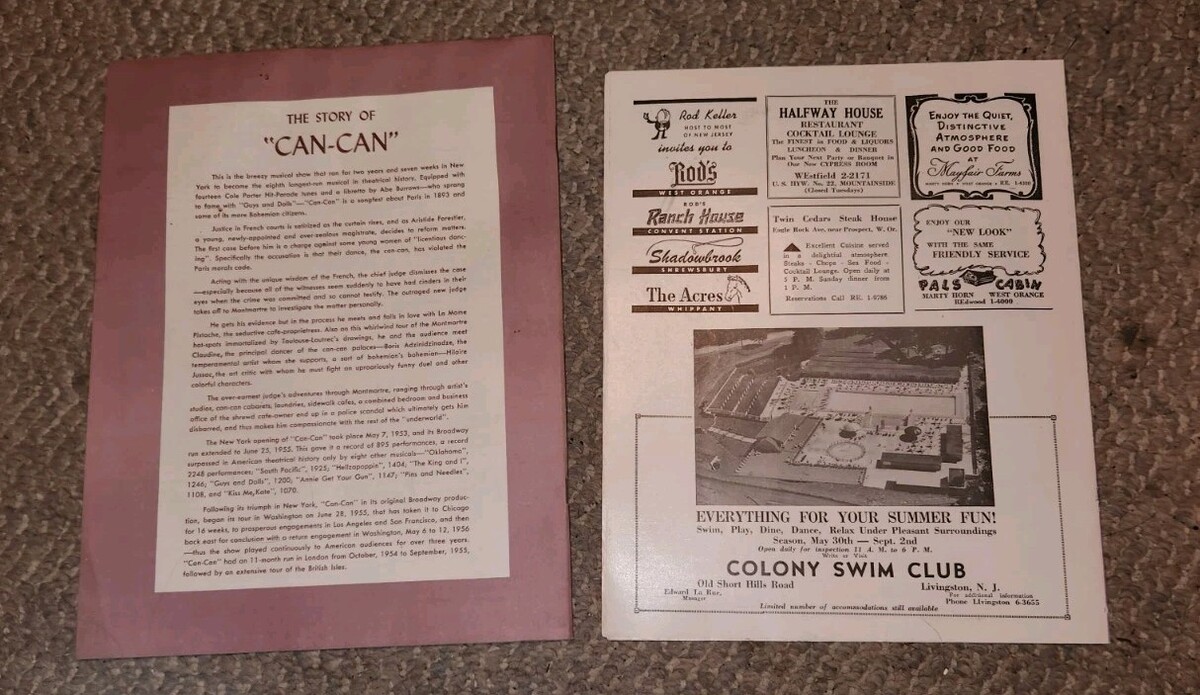 THE STORY OF
"CAN-CAN"
This is the breezy musical show that ran for two years and seven weeks in New
York to become the eighth longest-run musical in theatrical history. Equipped with
fourteen Cole Porter Hit-Parade tunes and a libretto by Abe Burrows—who sprang
to fame with "Guys and Dolls"—"Can-Can" is a songfest about Paris in 1893 and
some of its more Bohemian citizens.
Justice in French courts is satirized as the curtain rises, and as Aristide Forestier,
a young, newly-appointed and over-zealous magistrate, decides to reform matters.
The first case before him is a charge against some young women of "licentious danc-
ing". Specifically the accusation is that their dance, the can-can, has violated the
Paris morals code.
Acting with the unique wisdom of the French, the chief judge dismisses the case
—especially because all of the witnesses seem suddenly to have had cinders in their
eyes when the crime was committed and so cannot testify. The outraged new judge
takes off to Montmartre to investigate the matter personally.
He gets his evidence but in the process he meets and falls in love with La Mome
Pistache, the seductive cafe-proprietress. Also on this whirlwind tour of the Montmartre
hot-spots immortalized by Toulouse-Lautrec's drawings, he and the audience meet
Claudine, the principal dancer of the can-can palaces—Boris Adzinidzinadze, the
temperamental artist whom she supports, a sort of bohemian's bohemian—Hilaire
Jussac, the art critic with whom he must fight an uproariously funny duel and other
colorful characters.
The over-earnest judge's adventures through Montmartre, ranging through artist's
studios, can-can cabarets, laundries, sidewalk cafes, a combined bedroom and business
office of the shrewd cafe-owner end up in a police scandal which ultimately gets him
disbarred, and thus makes him compassionate with the rest of the "underworld".
The New York opening of "Can-Can" took place May 7, 1953, and its Broadway
run extended to June 25, 1955. This gave it a record of 895 performances, a record
surpassed in American theatrical history only by eight other musicals—"Oklahoma",
2248 performances; "South Pacific", 1925; "Hellzapoppin", 1404; "The King and I",
1246; "Guys and Dolls", 1200; "Annie Get Your Gun", 1147; "Pins and Needles",
1108, and "Kiss Me, Kate", 1070.
Following its triumph in New York, "Can-Can" in its original Broadway produc-
tion, began its tour in Washington on June 28, 1955, that has taken it to Chicago
for 16 weeks, to prosperous engagements in Los Angeles and San Francisco, and then
back east for conclusion with a return engagement in Washington, May 6 to 12, 1956
—thus the show played continuously to American audiences for over three years.
"Can-Can" had an 11-month run in London from October, 1954 to September, 1955,
followed by an extensive tour of the British Isles.
Rod Keller
HOST TO MOST
OF NEW JERSEY
invites you to
Rod's
WEST ORANGE
ROD'S
Ranch House
CONVENT STATION
Shadowbrook
SHREWSBURY
The Acres
WHIPPANY
THE
HALFWAY HOUSE
RESTAURANT
COCKTAIL LOUNGE
The FINEST in FOOD & LIQUORS
LUNCHEON & DINNER
Plan Your Next Party or Banquet in
Our New CYPRESS ROOM
WEstfield 2-2171
U.S. HYW. No. 22, MOUNTAINSIDE
(Closed Tuesdays)
ENJOY THE QUIET,
DISTINCTIVE
ATMOSPHERE
AND GOOD FOOD
AT
Mayfair Farms
Twin Cedars Steak House
Eagle Rock Ave, near Prospect, W. Or.
Excellent Cuisine served
in a delightful atmosphere
Steaks - Chops - Sea Food -
Cocktail Lounge. Open daily at
5 P. M. Sunday dinner from
1 P. M.
Reservations Call RE. 1-9786
ENJOY OUR
"NEW LOOK"
WITH THE SAME
FRIENDLY SERVICE
PALS CABIN
MARTY HORN WEST ORANGE
REdwood 1-4000
EVERYTHING FOR YOUR SUMMER FUN!
Swim, Play, Dine, Dance, Relax Under Pleasant Surroundings
Season, May 30th — Sept. 2nd
Open daily for inspection 11 A. M. to 6 P. M.
Write or Visit
COLONY SWIM CLUB
Old Short Hills Road Livingston, N. J.
Edward La Rue, For additional information
Manager Phone LIvingston 6-3655
Limited number of accommodations still available